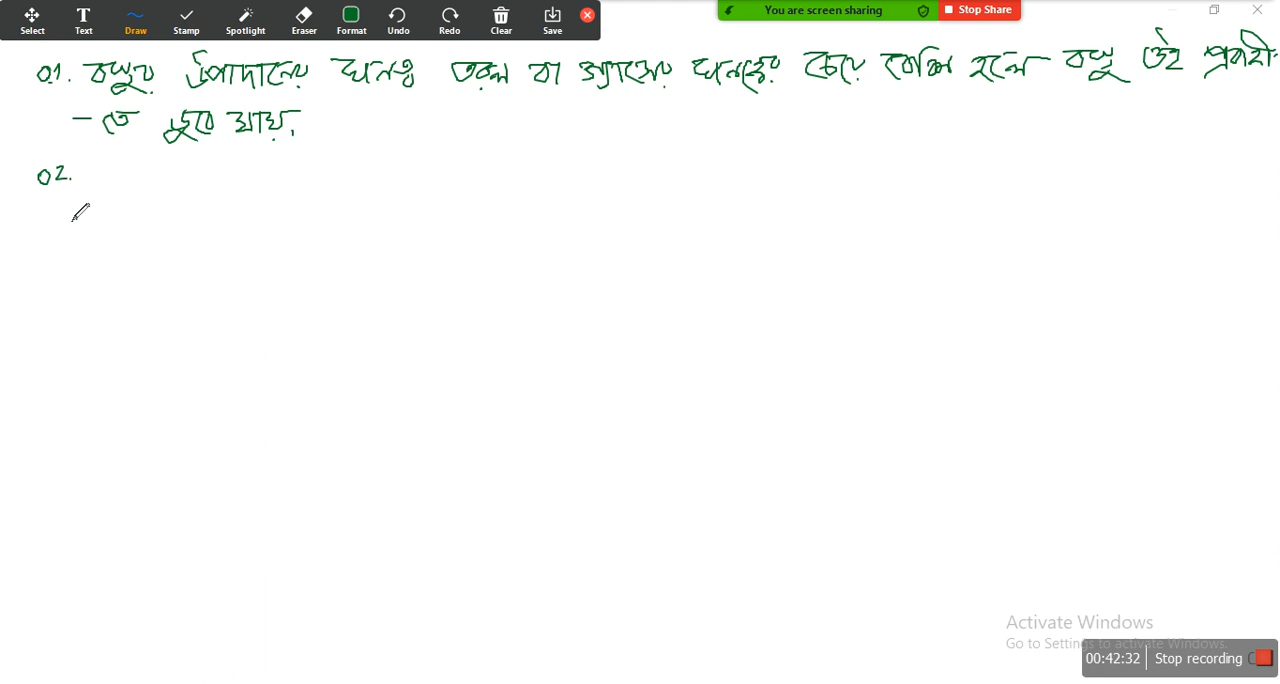 Select Text Draw Stamp Spotlight Eraser Format Undo Redo Clear Save
You are screen sharing Stop Share
01. বস্তুর উপাদানের ঘনত্ব তরল বা গ্যাসের ঘনত্বের চেয়ে বেশি হলে বস্তু ঐই প্রবাহী
- তে ডুবে যায়.
02.
Activate Windows
Go to Settings to activate Windows.
00:42:32 Stop recording